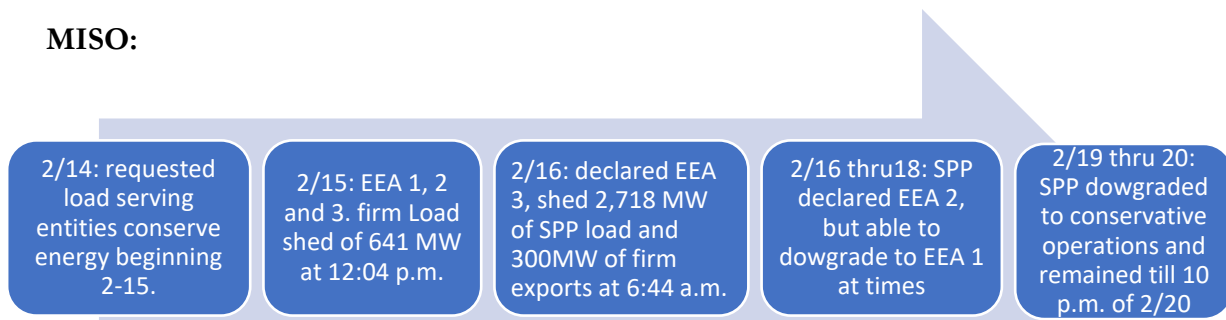 MISO:
2/14: requested
load serving
entities conserve
energy beginning
2-15.
2/15: EEA 1, 2
and 3. firm Load
shed of 641 MW
at 12:04 p.m.
2/16: declared EEA
3, shed 2,718 MW
of SPP load and
300MW of firm
exports at 6:44 a.m.
2/16 thru18: SPP
declared EEA 2,
but able to
dowgrade to EEA 1
at times
2/19 thru 20:
SPP dowgraded
to conservative
operations and
remained till 10
p.m. of 2/20